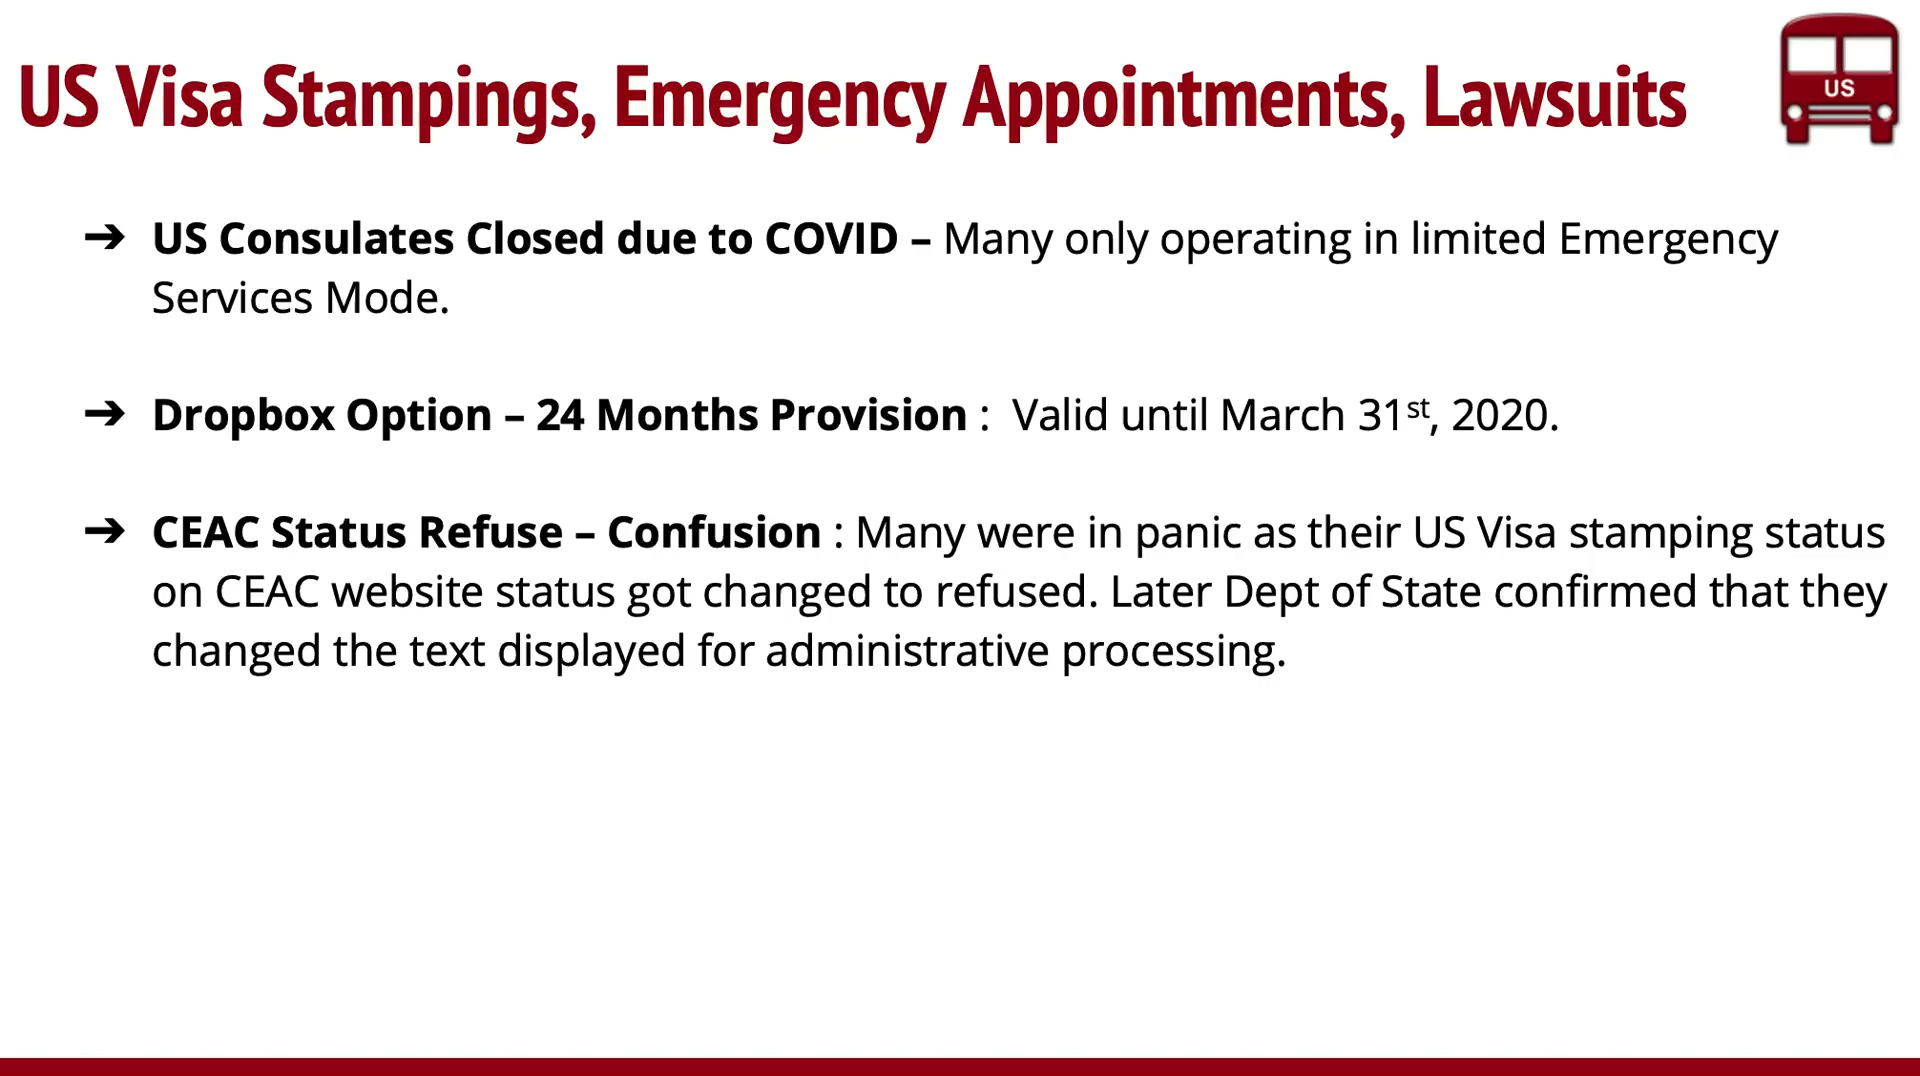 US Visa Stampings, Emergency Appointments, Lawsuits
US
➔ US Consulates Closed due to COVID – Many only operating in limited Emergency
Services Mode.
➔ Dropbox Option – 24 Months Provision : Valid until March 31st, 2020.
➔ CEAC Status Refuse – Confusion : Many were in panic as their US Visa stamping status
on CEAC website status got changed to refused. Later Dept of State confirmed that they
changed the text displayed for administrative processing.